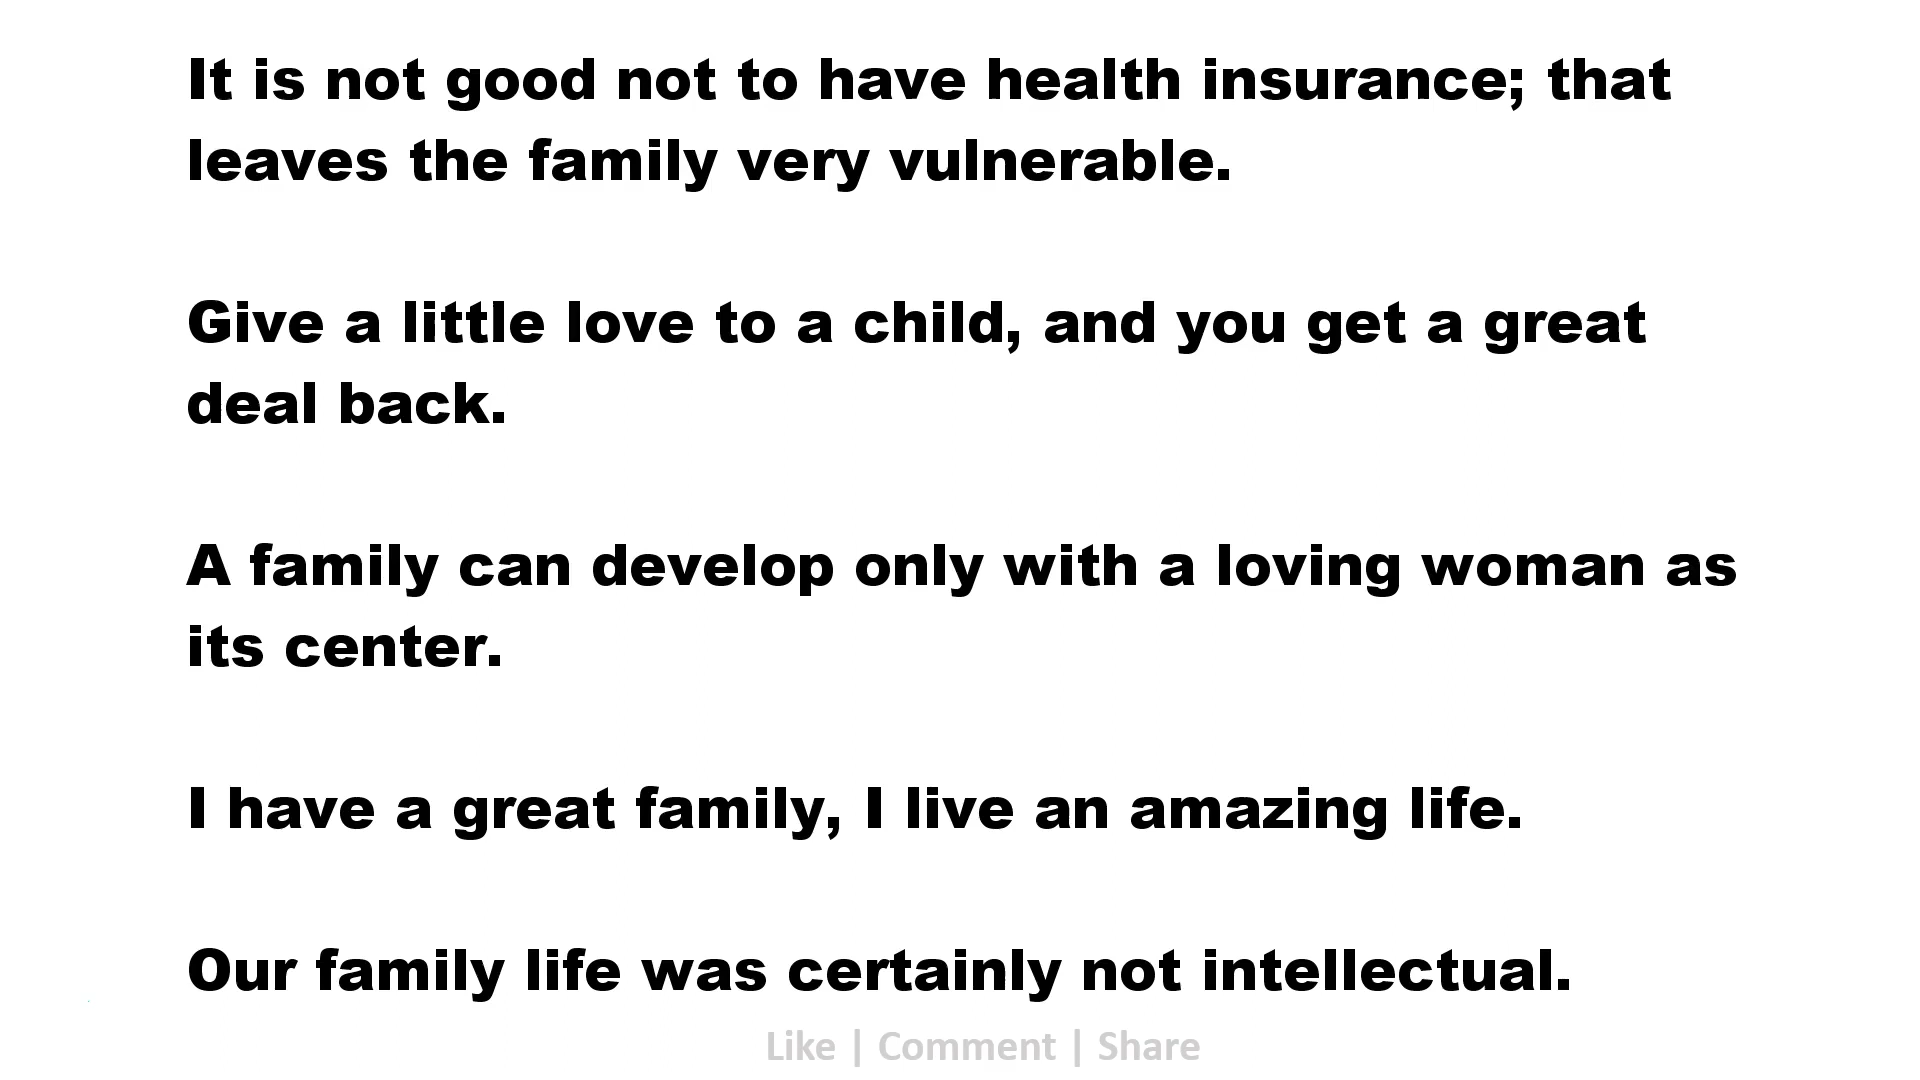 It is not good not to have health insurance; that
leaves the family very vulnerable.
Give a little love to a child, and you get a great
deal back.
A family can develop only with a loving woman as
its center.
I have a great family, I live an amazing life.
Our family life was certainly not intellectual.
Like | Comment | Share